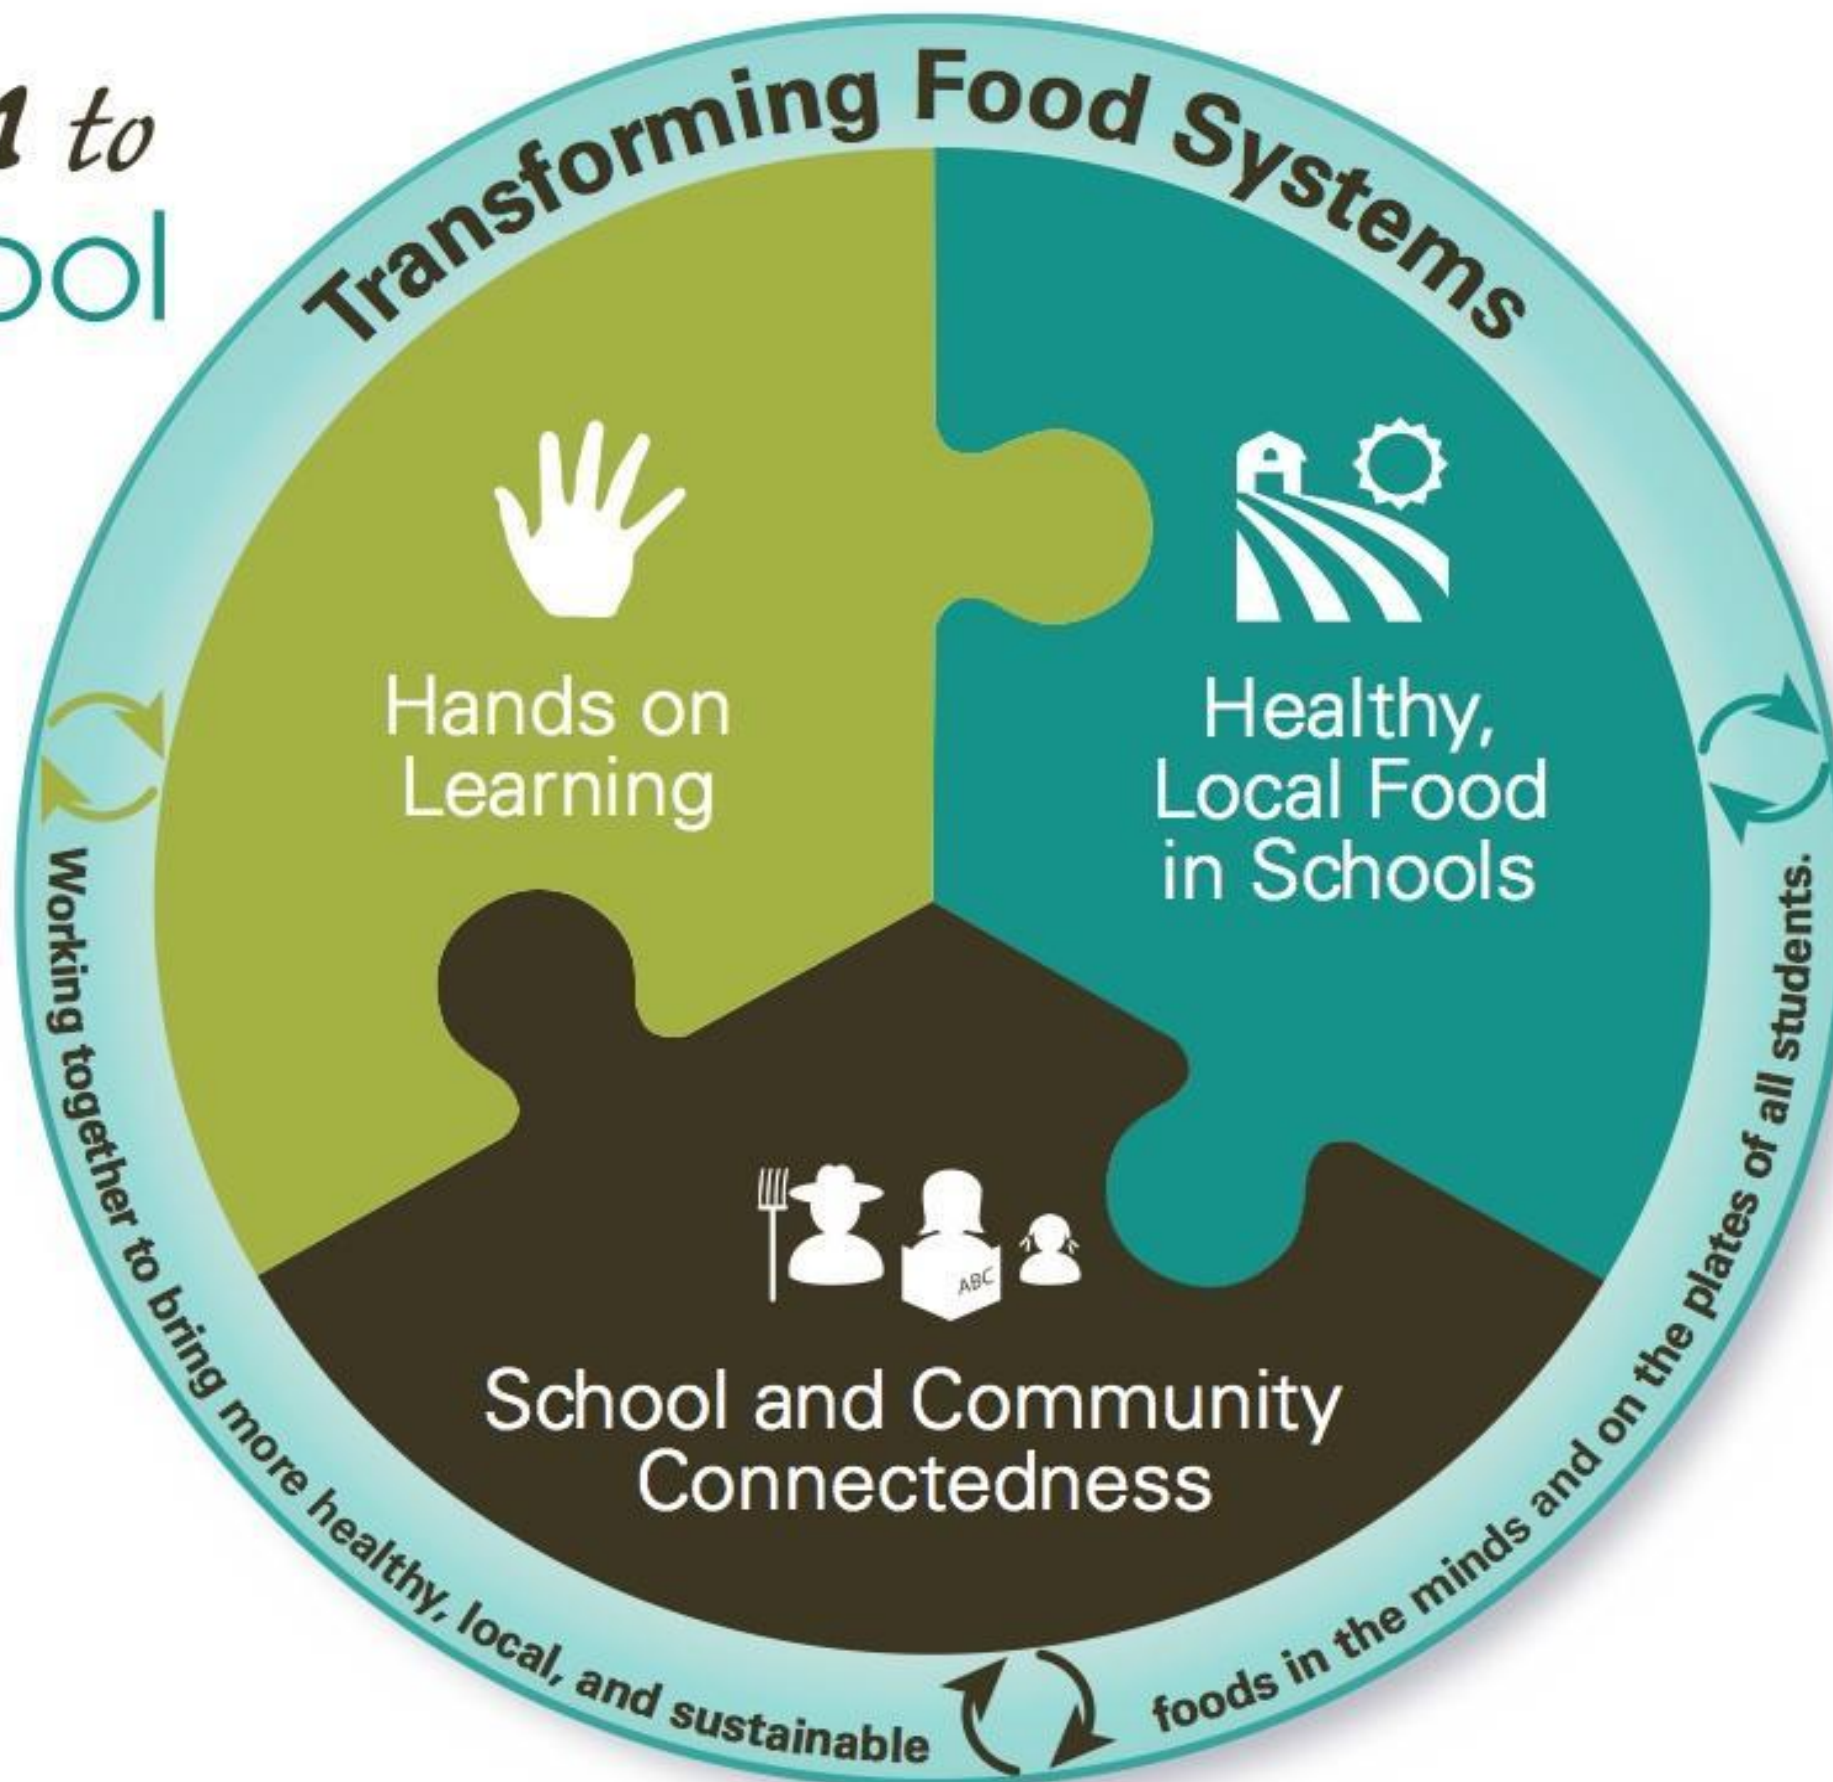 to
ool
Transforming Food Systems
Hands on
Learning
Healthy,
Local Food
in Schools
ABC
School and Community
Connectedness
Working together to bring more healthy, local, and sustainable
foods in the minds and on the plates of all students.